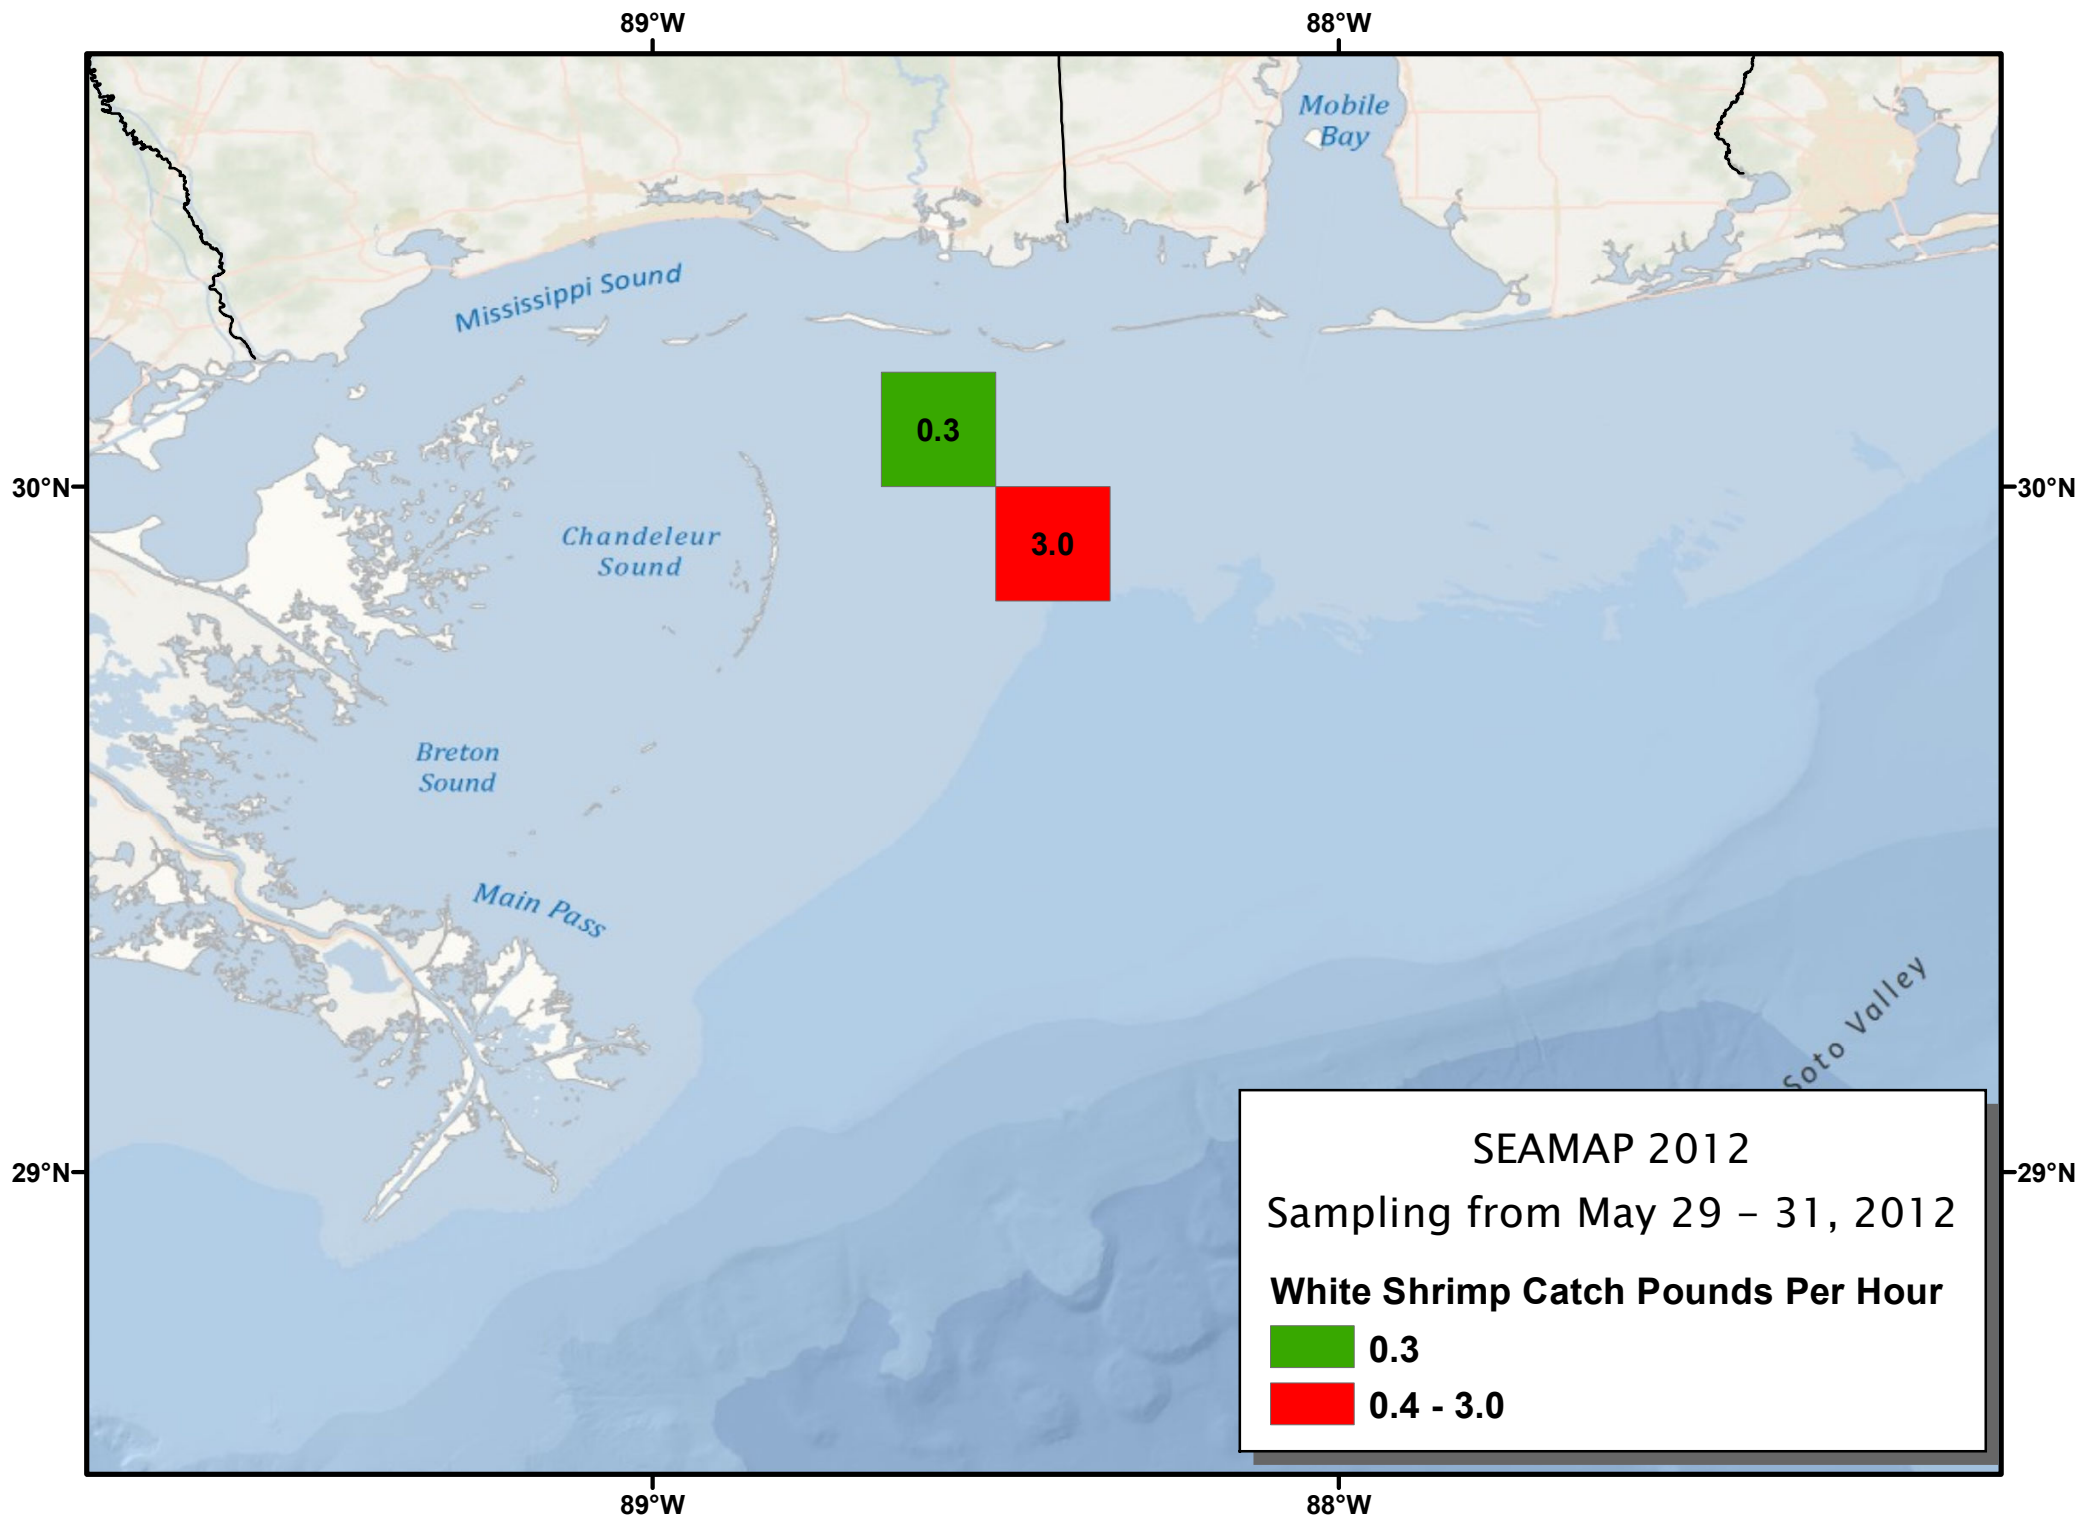 89°W
88°W
Mobile
Bay
Mississippi Sound
0.3
30°N
30°N
3.0
Chandeleur
Sound
Breton
Sound
Main Pass
Soto Valley
SEAMAP 2012
29°N
29°N
Sampling from May 29 – 31, 2012
White Shrimp Catch Pounds Per Hour
0.3
0.4 - 3.0
89°W
88°W